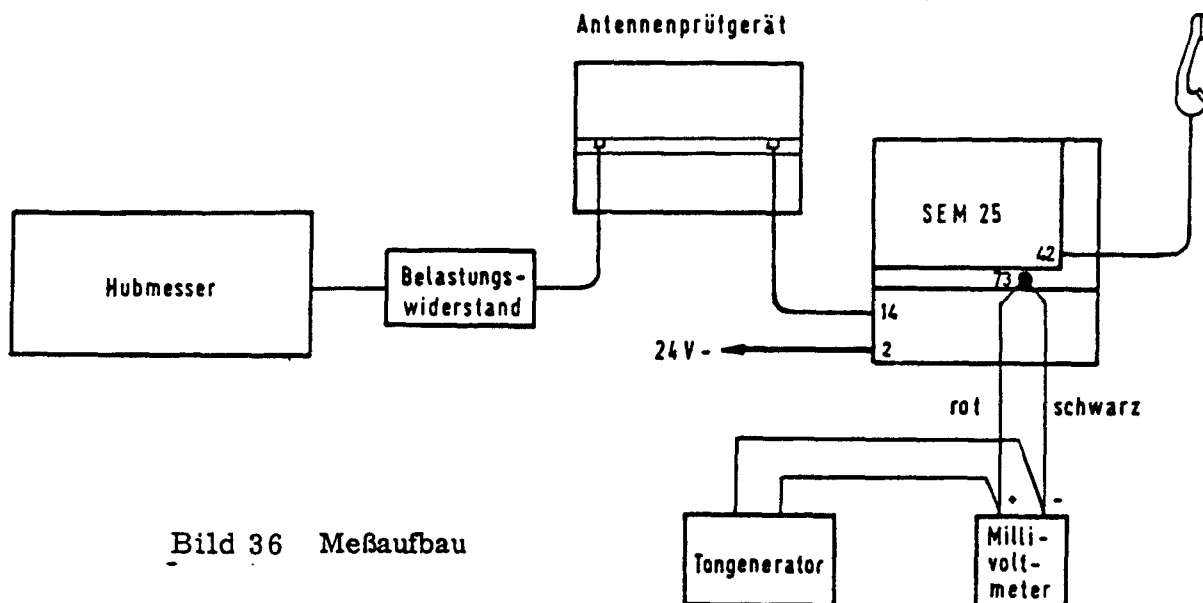 Antennenprüfgerät
SEM 25
42
73
14
2
24V-
Hubmesser
Belastungs-
widerstand
rot
schwarz
+
-
Tongenerator
Milli-
volt-
meter
Bild 36 Meßaufbau